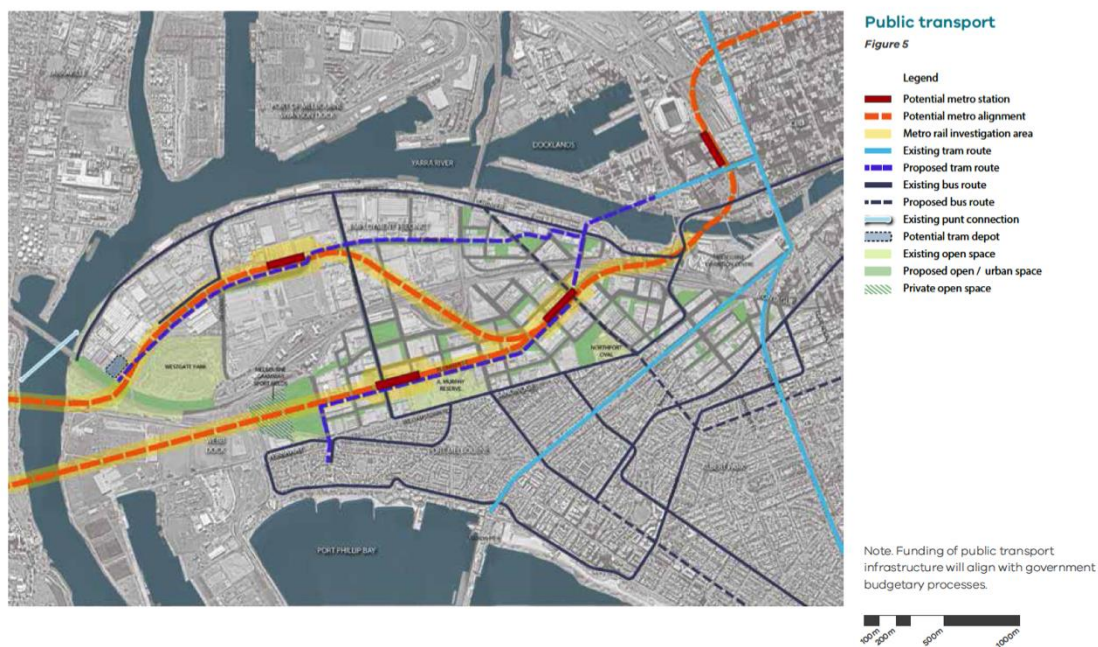 Public transport
Figure 5
Legend
Potential metro station
Potential metro alignment
Metro rail investigation area
Existing tram route
Proposed tram route
Existing bus route
Proposed bus route
Existing punt connection
Potential tram depot
Existing open space
Proposed open / urban space
Private open space
DOCKLANDS
YARRA RIVER
WESTGATE PARK
NORTHPORT
OVAL
A. MURPHY
RESERVE
PORT MELBOURNE
PORT PHILLIP BAY
Note. Funding of public transport
infrastructure will align with government
budgetary processes.
100m
200m
500m
1000m